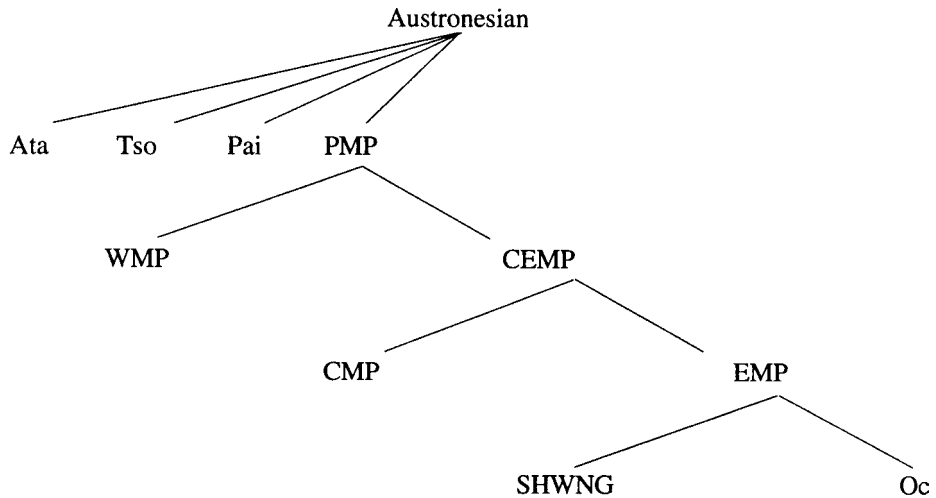 Austronesian
Ata Tso Pai PMP
WMP CEMP
CMP EMP
SHWNG Oc